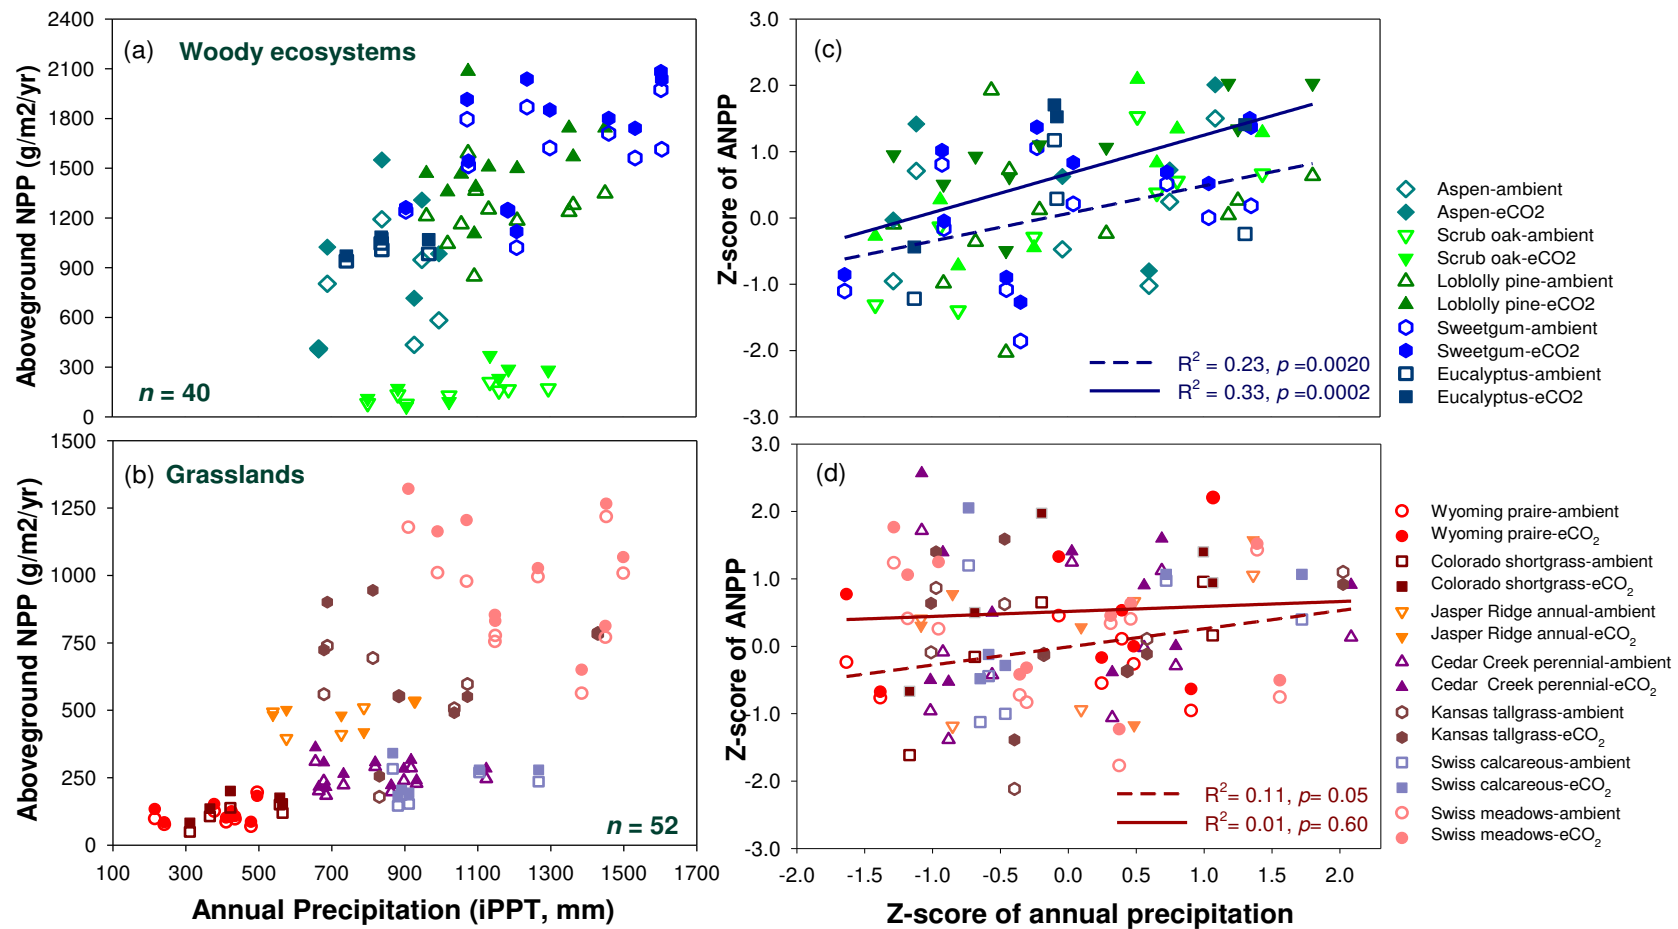 (a) Woody ecosystems
Aboveground NPP (g/m2/yr)
2400
2100
1800
1500
1200
900
600
300
0
n = 40
(c)
Z-score of ANPP
3.0
2.0
1.0
0.0
-1.0
-2.0
-3.0
R² = 0.23, p =0.0020
R² = 0.33, p=0.0002
Aspen-ambient
Aspen-eCO2
Scrub oak-ambient
Scrub oak-eCO2
Loblolly pine-ambient
Loblolly pine-eCO2
Sweetgum-ambient
Sweetgum-eCO2
Eucalyptus-ambient
Eucalyptus-eCO2
(b) Grasslands
Aboveground NPP (g/m2/yr)
1500
1250
1000
750
500
250
0
n = 52
100 300 500 700 900 1100 1300 1500 1700
Annual Precipitation (iPPT, mm)
(d)
Z-score of ANPP
3.0
2.0
1.0
0.0
-1.0
-2.0
-3.0
R²= 0.11, p= 0.05
R²= 0.01, p= 0.60
-2.0 -1.5 -1.0 -0.5 0.0 0.5 1.0 1.5 2.0
Z-score of annual precipitation
Wyoming praire-ambient
Wyoming praire-eCO₂
Colorado shortgrass-ambient
Colorado shortgrass-eCO₂
Jasper Ridge annual-ambient
Jasper Ridge annual-eCO₂
Cedar Creek perennial-ambient
Cedar Creek perennial-eCO₂
Kansas tallgrass-ambient
Kansas tallgrass-eCO₂
Swiss calcareous-ambient
Swiss calcareous-eCO₂
Swiss meadows-ambient
Swiss meadows-eCO₂